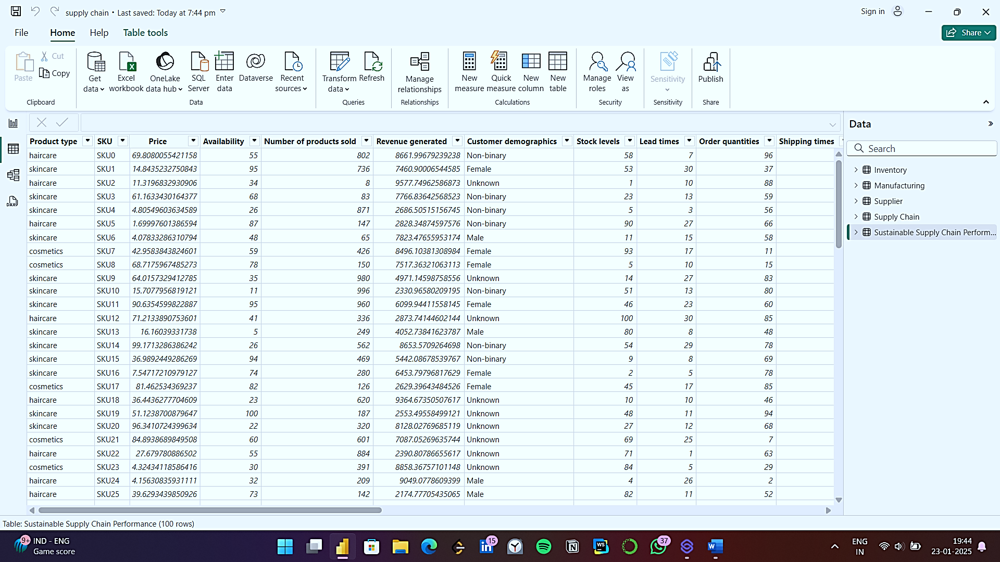 supply chain • Last saved: Today at 7:44 pm
Sign in
File Home Help Table tools
Share
Paste
Cut
Copy
Clipboard
Get data
Excel workbook
OneLake data hub
SQL Server
Enter data
Dataverse
Recent sources
Data
Transform data
Refresh
Queries
Manage relationships
Relationships
New measure
Quick measure
New column
New table
Calculations
Manage roles
View as
Security
Sensitivity
Sensitivity
Publish
Share
DAX
Product type SKU Price Availability Number of products sold Revenue generated Customer demographics Stock levels Lead times Order quantities Shipping times
haircare SKU0 69.8080055421158 55 802 8661.99679239238 Non-binary 58 7 96
skincare SKU1 14.8435232750843 95 736 7460.90006544585 Female 53 30 37
haircare SKU2 11.3196832930906 34 8 9577.74962586873 Unknown 1 10 88
skincare SKU3 61.1633430164377 68 83 7766.83642568523 Non-binary 23 13 59
skincare SKU4 4.80549603634589 26 871 2686.50515156745 Non-binary 5 3 56
haircare SKU5 1.69997601386594 87 147 2828.34874597576 Non-binary 90 27 66
skincare SKU6 4.07833286310794 48 65 7823.47655953174 Male 11 15 58
cosmetics SKU7 42.9583843824601 59 426 8496.10381308984 Female 93 17 11
cosmetics SKU8 68.7175967485273 78 150 7517.36321063113 Female 5 10 15
skincare SKU9 64.0157329412785 35 980 4971.14598758556 Unknown 14 27 83
skincare SKU10 15.7077956819121 11 996 2330.96580209195 Non-binary 51 13 80
skincare SKU11 90.6354599822887 95 960 6099.94411558145 Female 46 23 60
haircare SKU12 71.2133890753601 41 336 2873.74144602144 Unknown 100 30 85
skincare SKU13 16.16039331738 5 249 4052.73841623787 Male 80 8 48
skincare SKU14 99.1713286386242 26 562 8653.5709264698 Non-binary 54 29 78
skincare SKU15 36.9892449286269 94 469 5442.08678539767 Non-binary 9 8 69
skincare SKU16 7.54717210979127 74 280 6453.79796817629 Female 2 5 78
cosmetics SKU17 81.462534369237 82 126 2629.39643484526 Female 45 17 85
haircare SKU18 36.4436277704609 23 620 9364.67350507617 Unknown 10 10 46
skincare SKU19 51.1238700879647 100 187 2553.49558499121 Unknown 48 11 94
skincare SKU20 96.3410724399634 22 320 8128.02769685119 Unknown 27 12 68
cosmetics SKU21 84.8938689849508 60 601 7087.05269635744 Unknown 69 25 7
haircare SKU22 27.679780886502 55 884 2390.80786655617 Unknown 71 1 63
cosmetics SKU23 4.32434118586416 30 391 8858.36757101148 Unknown 84 5 29
haircare SKU24 4.15630835931111 32 209 9049.0778609399 Male 4 26 2
haircare SKU25 39.6293439850926 73 142 2174.77705435065 Male 82 11 52
Data
Search
Inventory
Manufacturing
Supplier
Supply Chain
Sustainable Supply Chain Perform...
Table: Sustainable Supply Chain Performance (100 rows)
9+
IND - ENG
Game score
15
WS
37
ENG
IN
19:44
23-01-2025